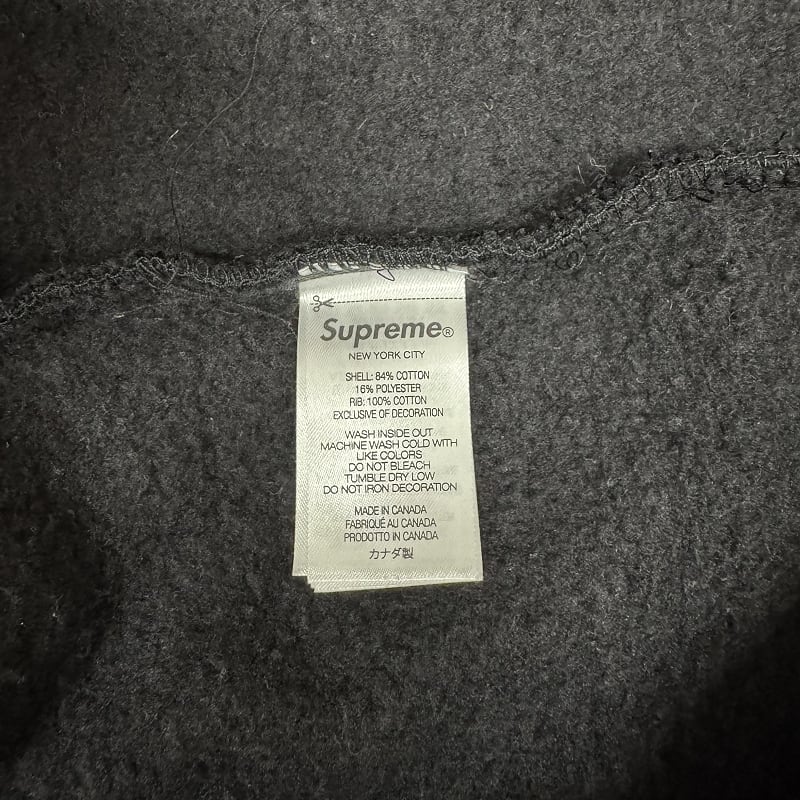 Supreme®
NEW YORK CITY
SHELL: 84% COTTON
16% POLYESTER
RIB: 100% COTTON
EXCLUSIVE OF DECORATION
WASH INSIDE OUT
MACHINE WASH COLD WITH
LIKE COLORS
DO NOT BLEACH
TUMBLE DRY LOW
DO NOT IRON DECORATION
MADE IN CANADA
FABRIQUÉ AU CANADA
PRODOTTO IN CANADA
カナダ製